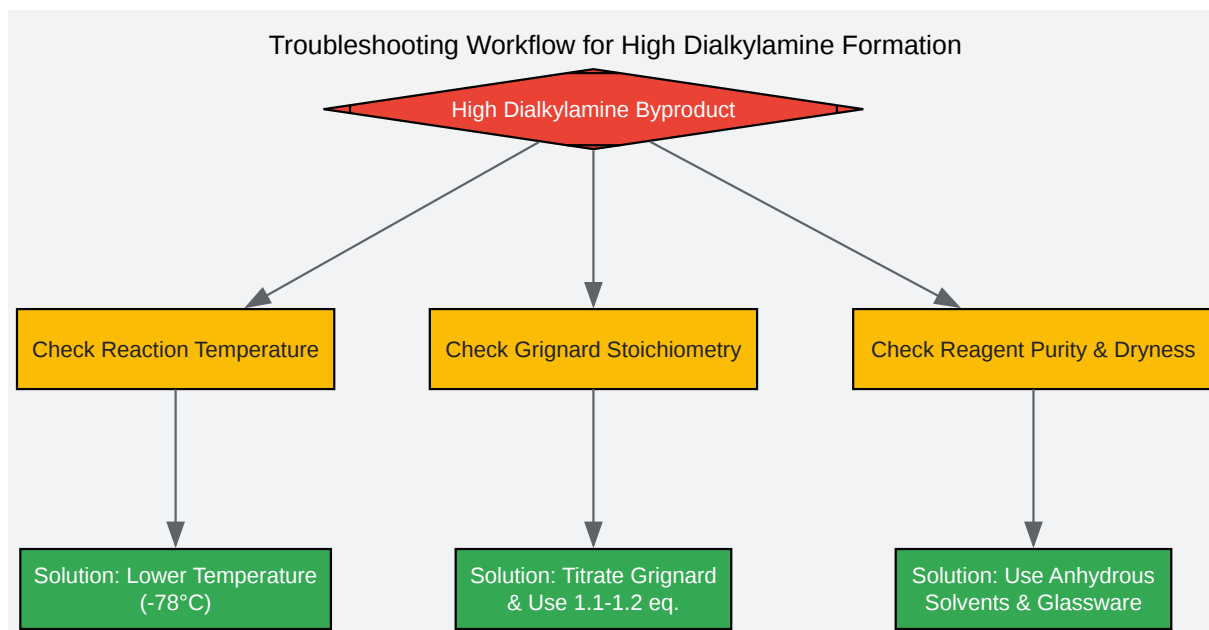 Troubleshooting Workflow for High Dialkylamine Formation
High Dialkylamine Byproduct
Check Reaction Temperature
Check Grignard Stoichiometry
Check Reagent Purity & Dryness
Solution: Lower Temperature
(-78°C)
Solution: Titrate Grignard
& Use 1.1-1.2 eq.
Solution: Use Anhydrous
Solvents & Glassware